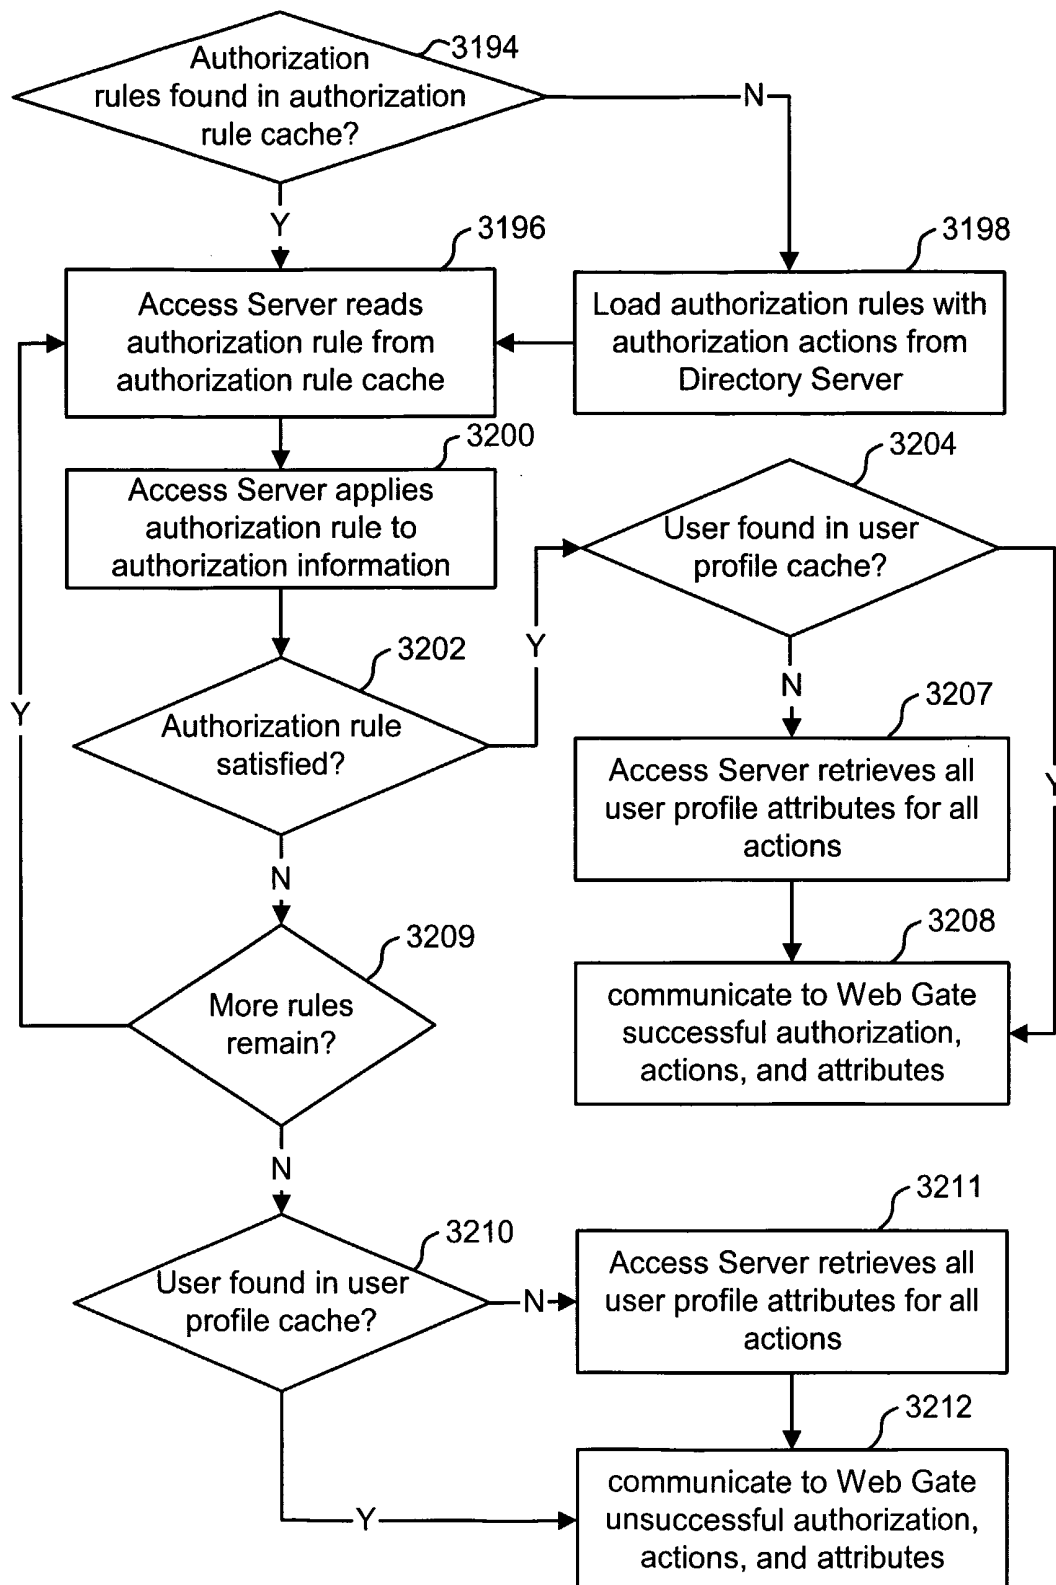 3194
Authorization
rules found in authorization
rule cache?
N
Y
3196
3198
Access Server reads
authorization rule from
authorization rule cache
Load authorization rules with
authorization actions from
Directory Server
3200
Access Server applies
authorization rule to
authorization information
3204
User found in user
profile cache?
Y
3202
Authorization rule
satisfied?
Y
N
3207
Access Server retrieves all
user profile attributes for all
actions
Y
N
3209
More rules
remain?
3208
communicate to Web Gate
successful authorization,
actions, and attributes
N
3210
User found in user
profile cache?
N
3211
Access Server retrieves all
user profile attributes for all
actions
3212
Y
communicate to Web Gate
unsuccessful authorization,
actions, and attributes